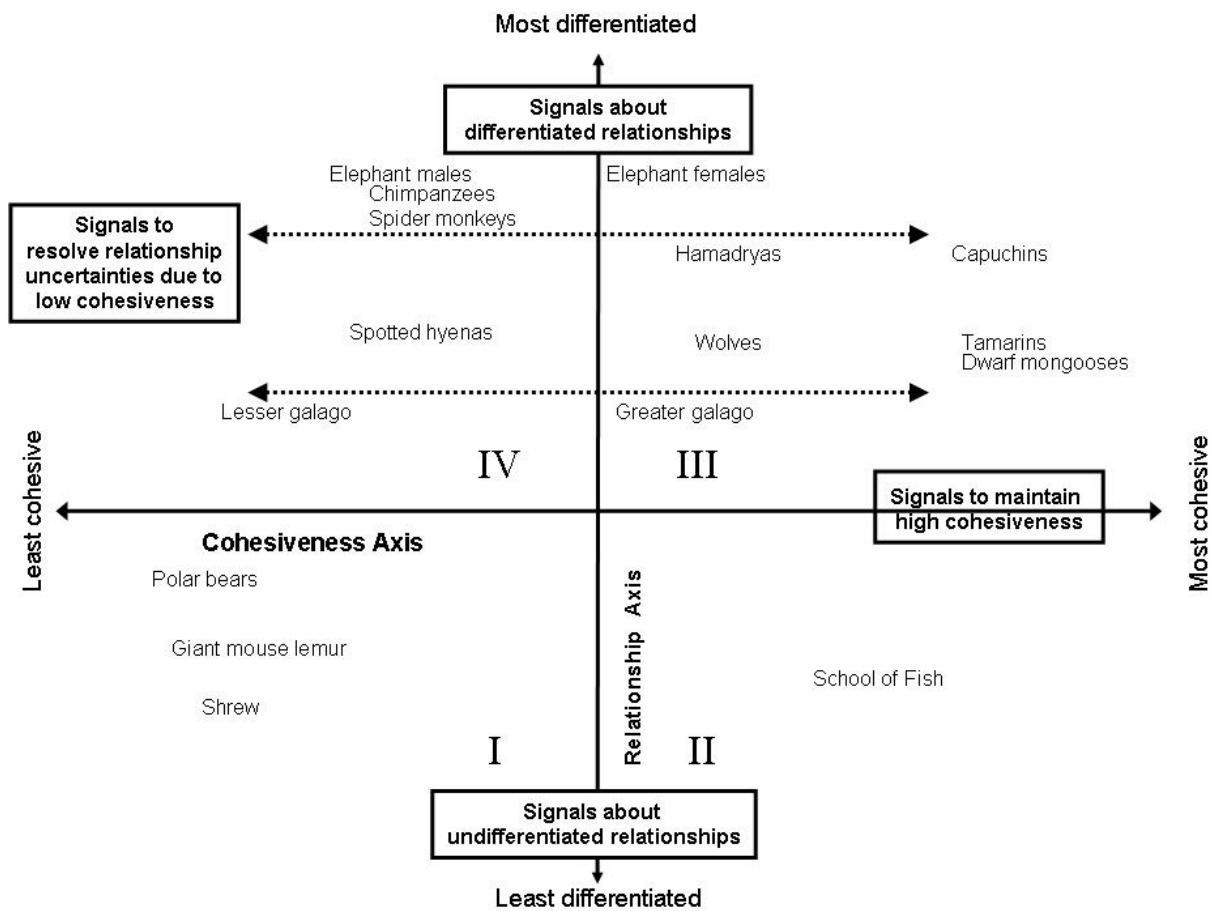 Most differentiated
Signals about
differentiated relationships
Elephant males
Elephant females
Chimpanzees
Spider monkeys
Signals to
resolve relationship
uncertainties due to
low cohesiveness
Hamadryas
Capuchins
Spotted hyenas
Wolves
Tamarins
Dwarf mongooses
Lesser galago
Greater galago
IV
III
Least cohesive
Signals to maintain
high cohesiveness
Most cohesive
Cohesiveness Axis
Polar bears
Relationship Axis
Giant mouse lemur
School of Fish
Shrew
I
II
Signals about
undifferentiated relationships
Least differentiated